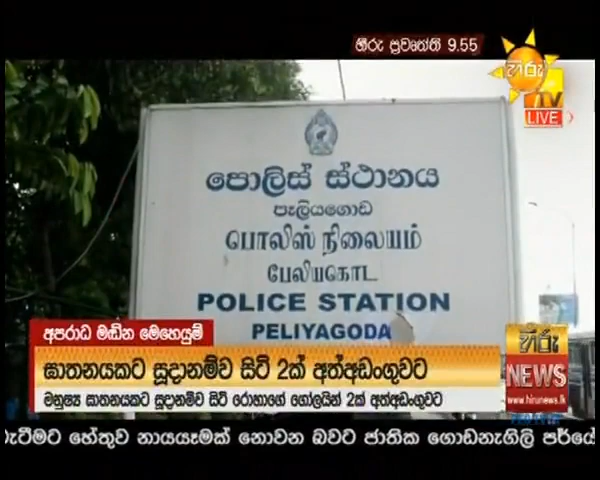 හිරු ප්‍රවෘත්ති 9.55
හිරු
TV
LIVE
පොලිස් ස්ථානය
පෑලියගොඩ
பொலிஸ் நிலையம்
பேலியகொட
POLICE STATION
PELIYAGODA
අපරාධ මඬින මෙහෙයුම්
ඝාතනයකට සූදානම්ව සිටි 2ක් අත්අඩංගුවට
මනුෂ්‍ය ඝාතනයකට සූදානම්ව සිටි රොහාගේ ගෝලයින් 2ක් අත්අඩංගුවට
හිරු
NEWS
www.hirunews.lk
වැටීමට හේතුව නායයෑමක් නොවන බවට ජාතික ගොඩනැගිලි පර්යේ